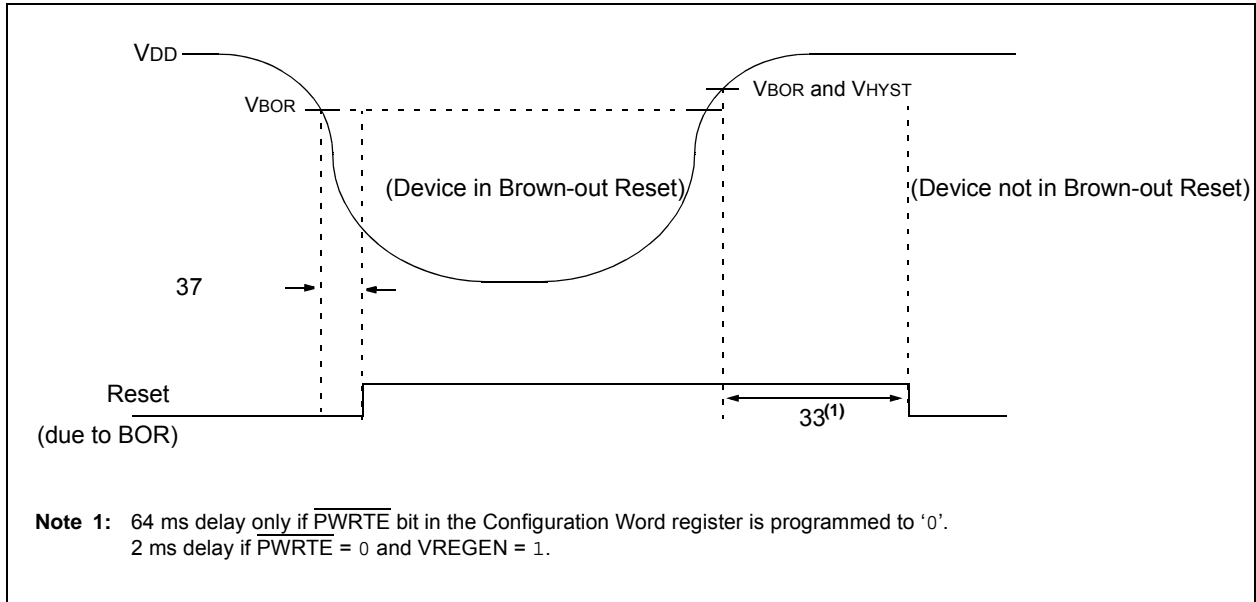 VDD
VBOR
VBOR and VHYST
(Device in Brown-out Reset)
(Device not in Brown-out Reset)
37
Reset
(due to BOR)
33(1)
Note 1: 64 ms delay only if PWRTE bit in the Configuration Word register is programmed to ‘0’.
2 ms delay if PWRTE = 0 and VREGEN = 1.